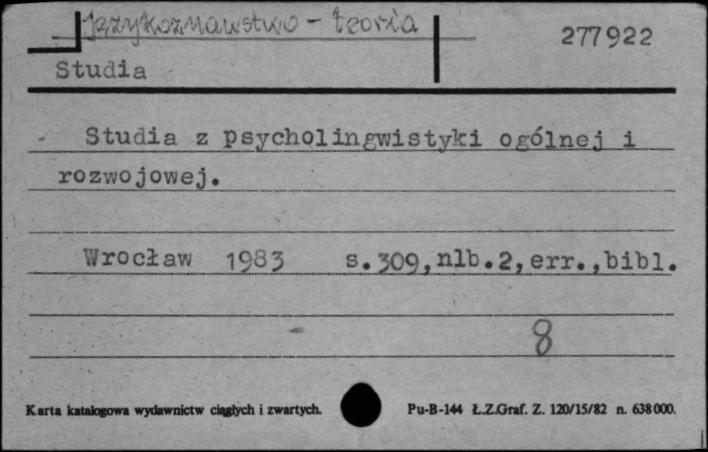 Językoznawstwo - teoria
277922
Studia
Studia z psycholingwistyki ogólnej i
rozwojowej.
Wrocław 1983 s.309,nlb.2,err.,bibl.
8
Karta katalogowa wydawnictw ciągłych i zwartych.
Pu-B-144 Ł.Z.Graf. Z. 120/15/82 n. 638000.